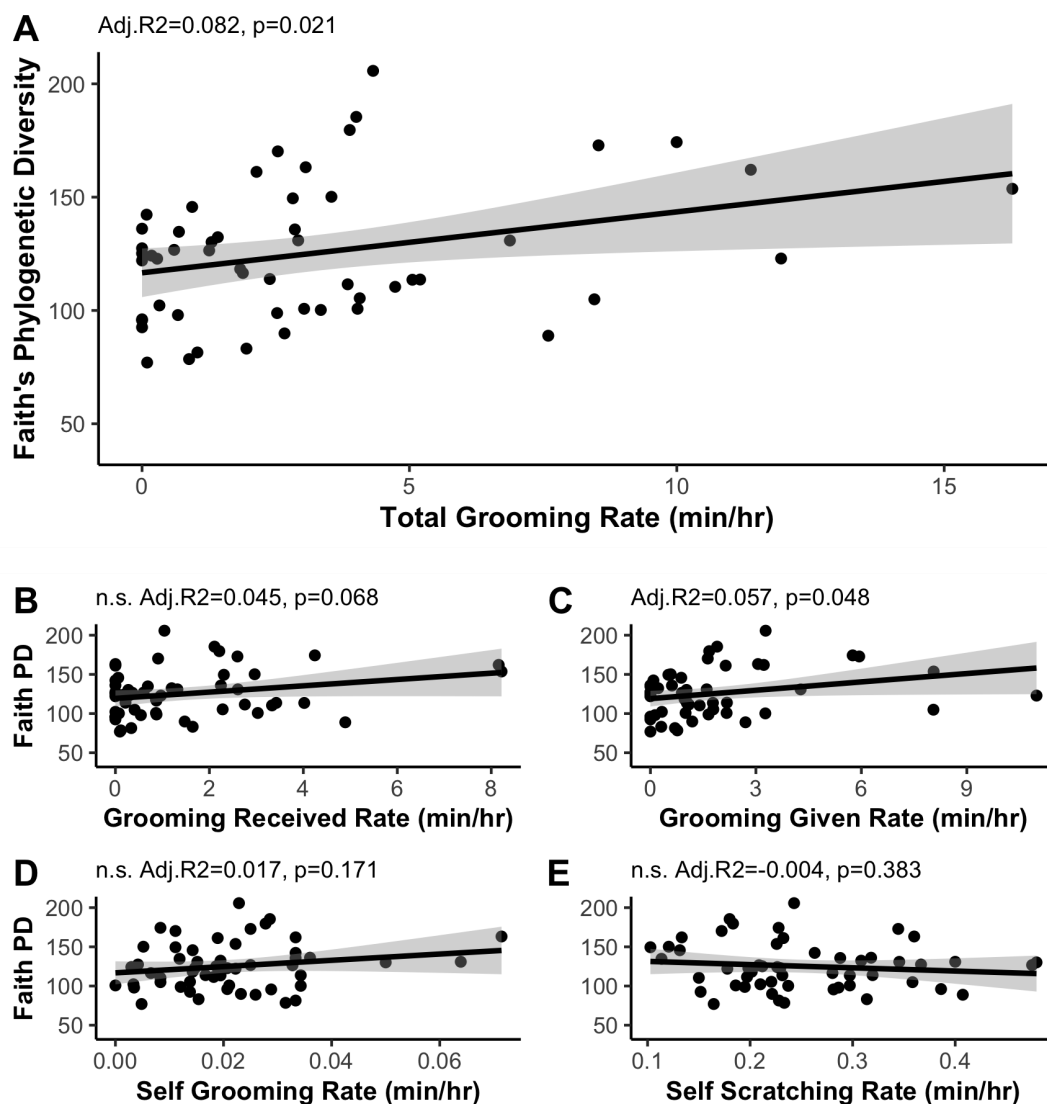 A
Adj.R2=0.082, p=0.021
Faith's Phylogenetic Diversity
200
150
100
50
0 5 10 15
Total Grooming Rate (min/hr)
B
n.s. Adj.R2=0.045, p=0.068
Faith PD
200
150
100
50
0 2 4 6 8
Grooming Received Rate (min/hr)
C
Adj.R2=0.057, p=0.048
200
150
100
50
0 3 6 9
Grooming Given Rate (min/hr)
D
n.s. Adj.R2=0.017, p=0.171
Faith PD
200
150
100
50
0.00 0.02 0.04 0.06
Self Grooming Rate (min/hr)
E
n.s. Adj.R2=-0.004, p=0.383
200
150
100
50
0.1 0.2 0.3 0.4
Self Scratching Rate (min/hr)